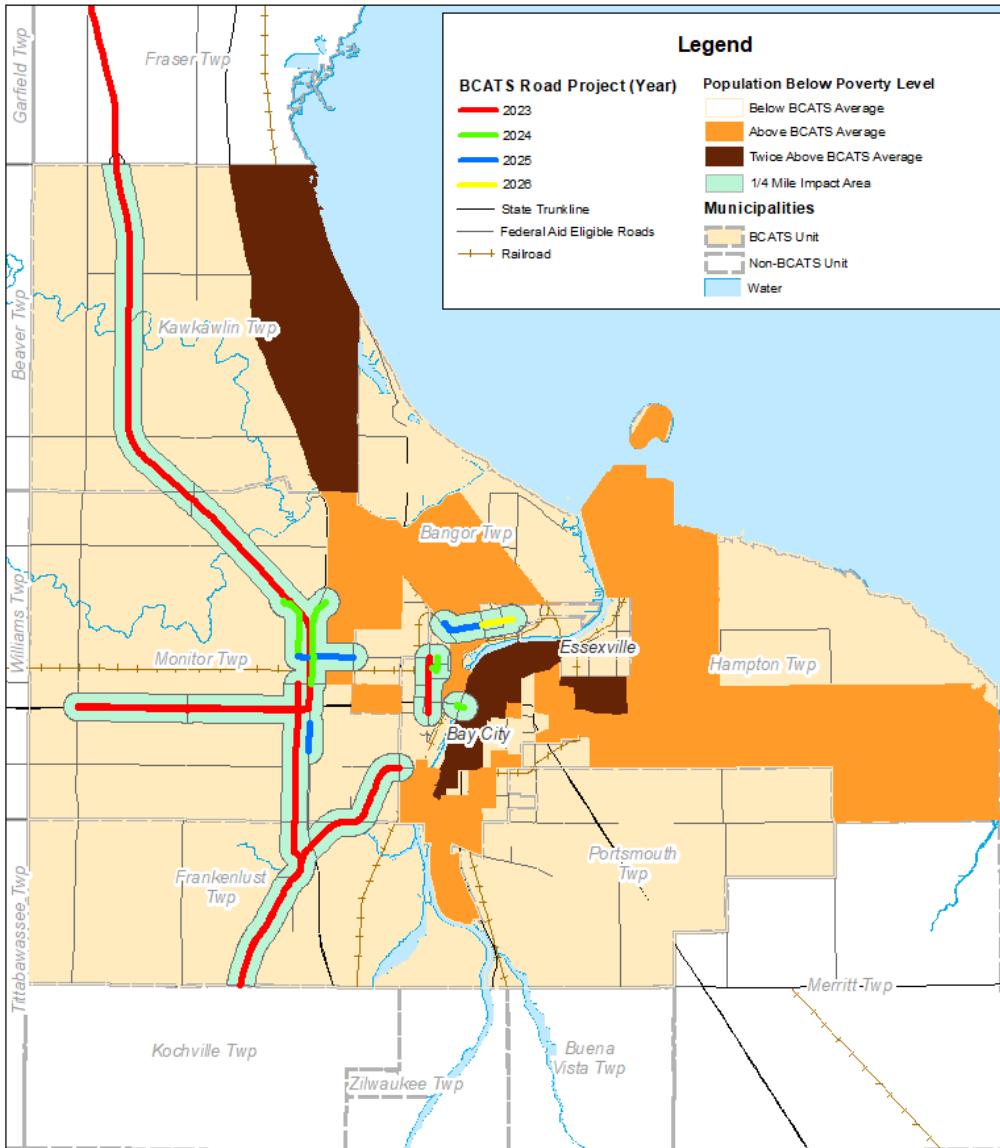 Legend
BCATS Road Project (Year)
2023
2024
2025
2026
State Trunkline
Federal Aid Eligible Roads
Railroad
Population Below Poverty Level
Below BCATS Average
Above BCATS Average
Twice Above BCATS Average
1/4 Mile Impact Area
Municipalities
BCATS Unit
Non-BCATS Unit
Water
Garfield Twp
Fraser Twp
Beaver Twp
Kawkawlin Twp
Bangor Twp
Williams Twp
Monitor Twp
Essexville
Hampton Twp
Bay City
Portsmouth
Twp
Frankenlust
Twp
Tittabawassee Twp
Merritt Twp
Kochville Twp
Zilwaukee Twp
Buena
Vista Twp